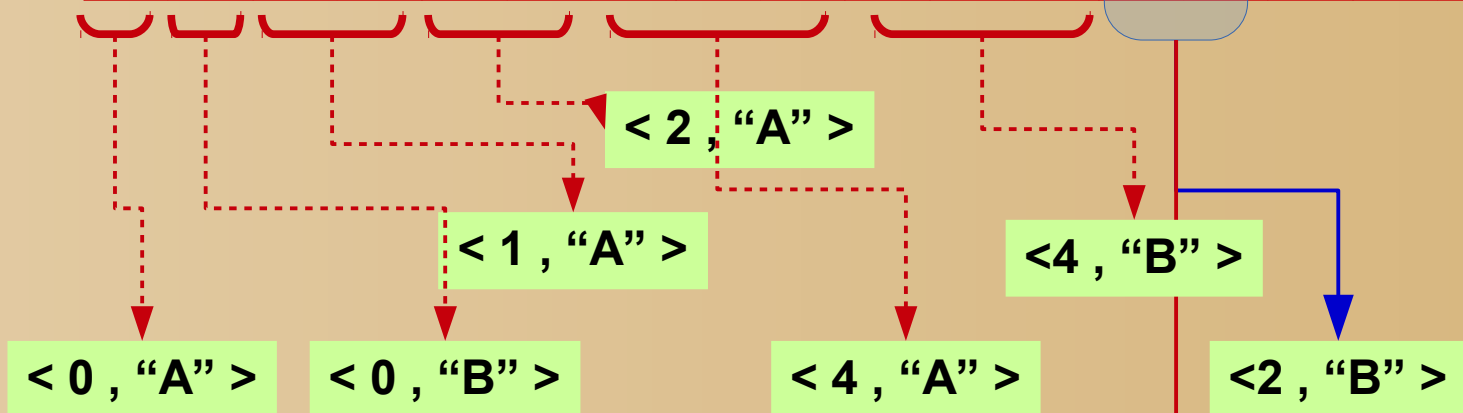 < 2 , “A” >
< 1 , “A” >
<4 , “B” >
< 0 , “A” >
< 0 , “B” >
< 4 , “A” >
<2 , “B” >